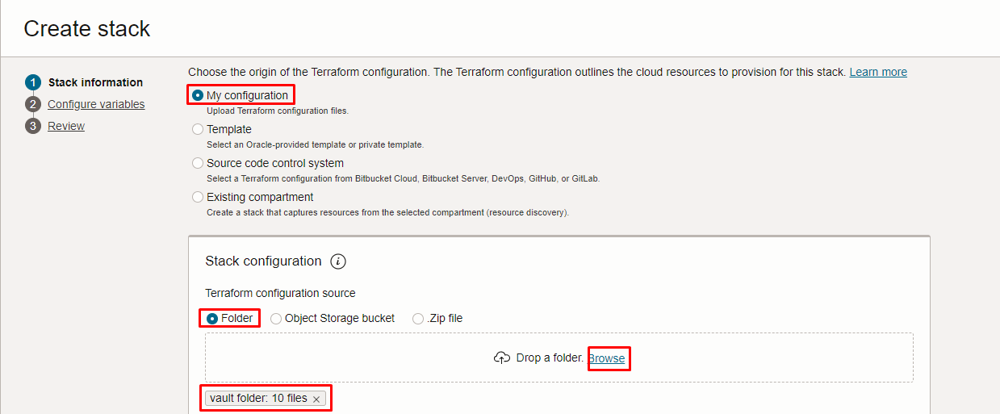 Create stack
1 Stack information
2 Configure variables
3 Review
Choose the origin of the Terraform configuration. The Terraform configuration outlines the cloud resources to provision for this stack. Learn more
My configuration
Upload Terraform configuration files.
Template
Select an Oracle-provided template or private template.
Source code control system
Select a Terraform configuration from Bitbucket Cloud, Bitbucket Server, DevOps, GitHub, or GitLab.
Existing compartment
Create a stack that captures resources from the selected compartment (resource discovery).
Stack configuration i
Terraform configuration source
Folder Object Storage bucket .Zip file
Drop a folder. Browse
vault folder: 10 files ×